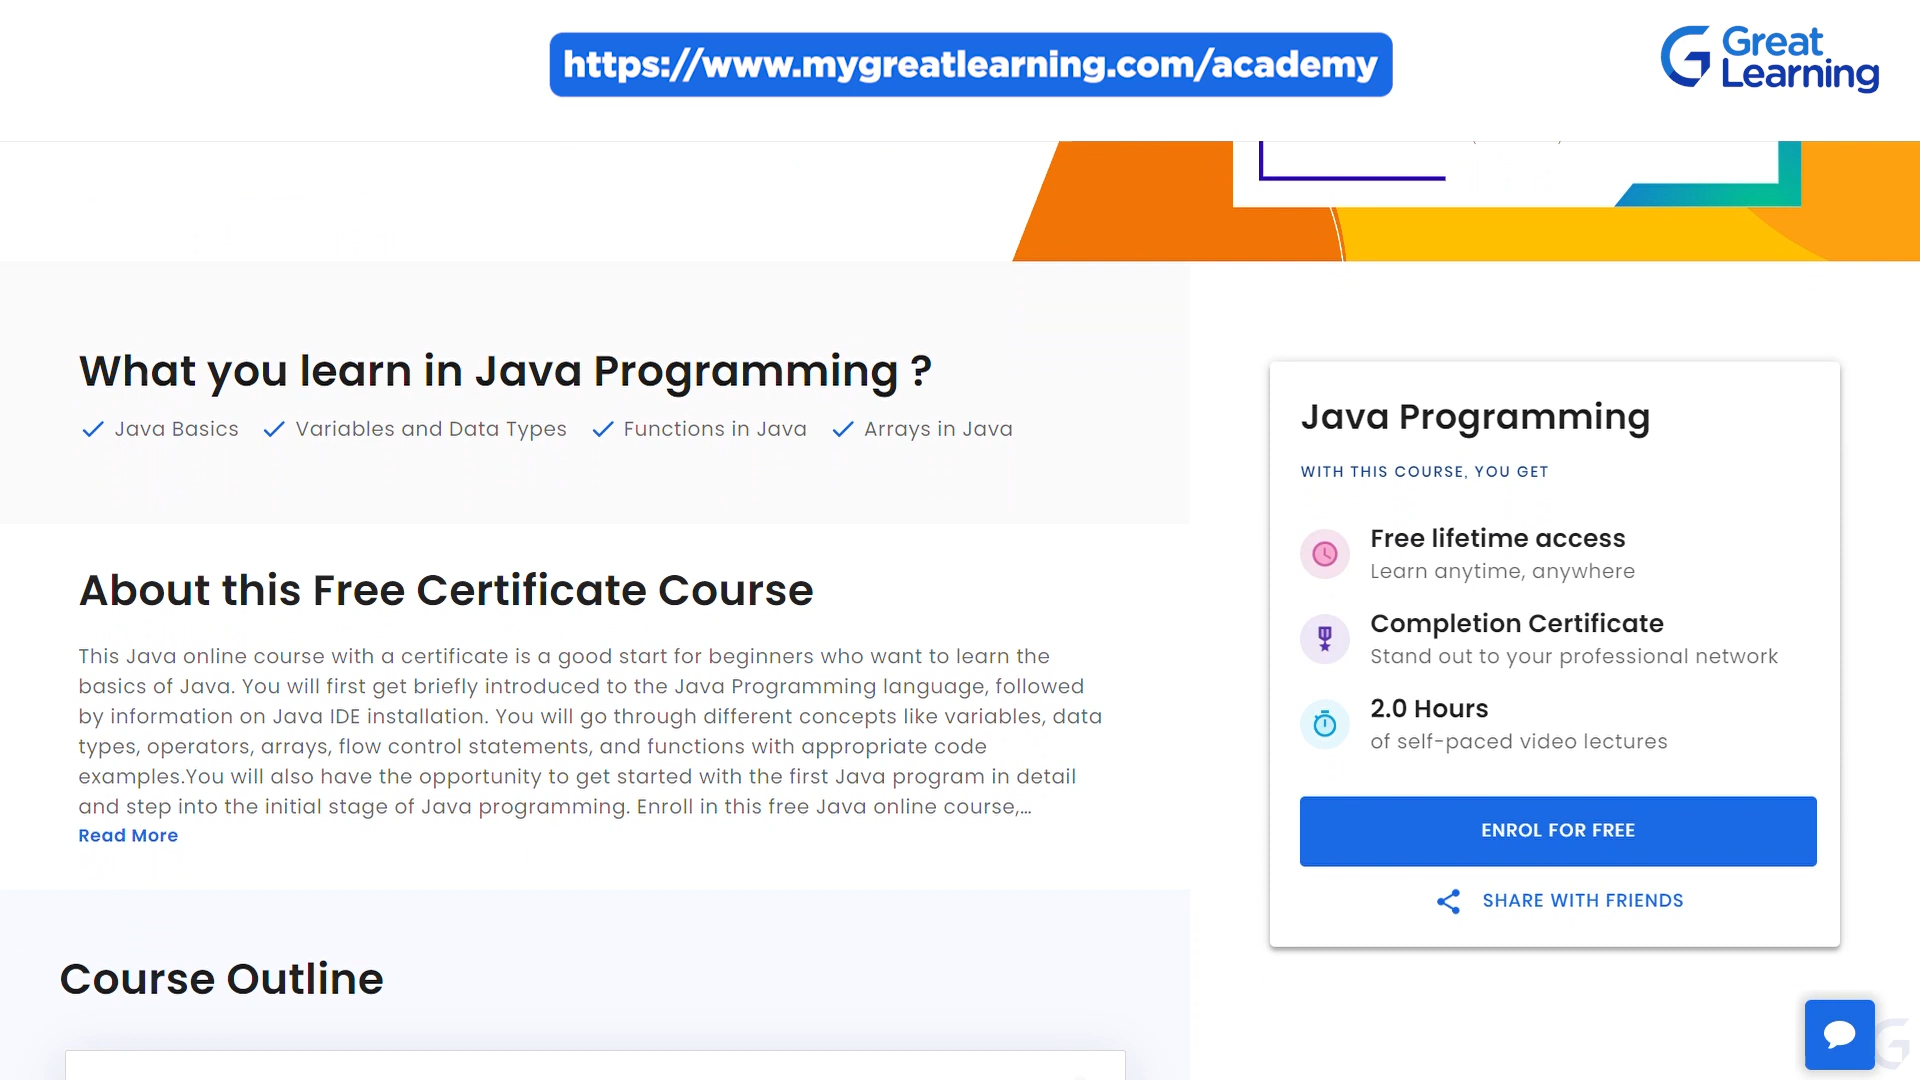 https://www.mygreatlearning.com/academy
Great
Learning
What you learn in Java Programming ?
Java Basics
Variables and Data Types
Functions in Java
Arrays in Java
About this Free Certificate Course
This Java online course with a certificate is a good start for beginners who want to learn the
basics of Java. You will first get briefly introduced to the Java Programming language, followed
by information on Java IDE installation. You will go through different concepts like variables, data
types, operators, arrays, flow control statements, and functions with appropriate code
examples.You will also have the opportunity to get started with the first Java program in detail
and step into the initial stage of Java programming. Enroll in this free Java online course,...
Read More
Course Outline
Java Programming
WITH THIS COURSE, YOU GET
Free lifetime access
Learn anytime, anywhere
Completion Certificate
Stand out to your professional network
2.0 Hours
of self-paced video lectures
ENROL FOR FREE
SHARE WITH FRIENDS